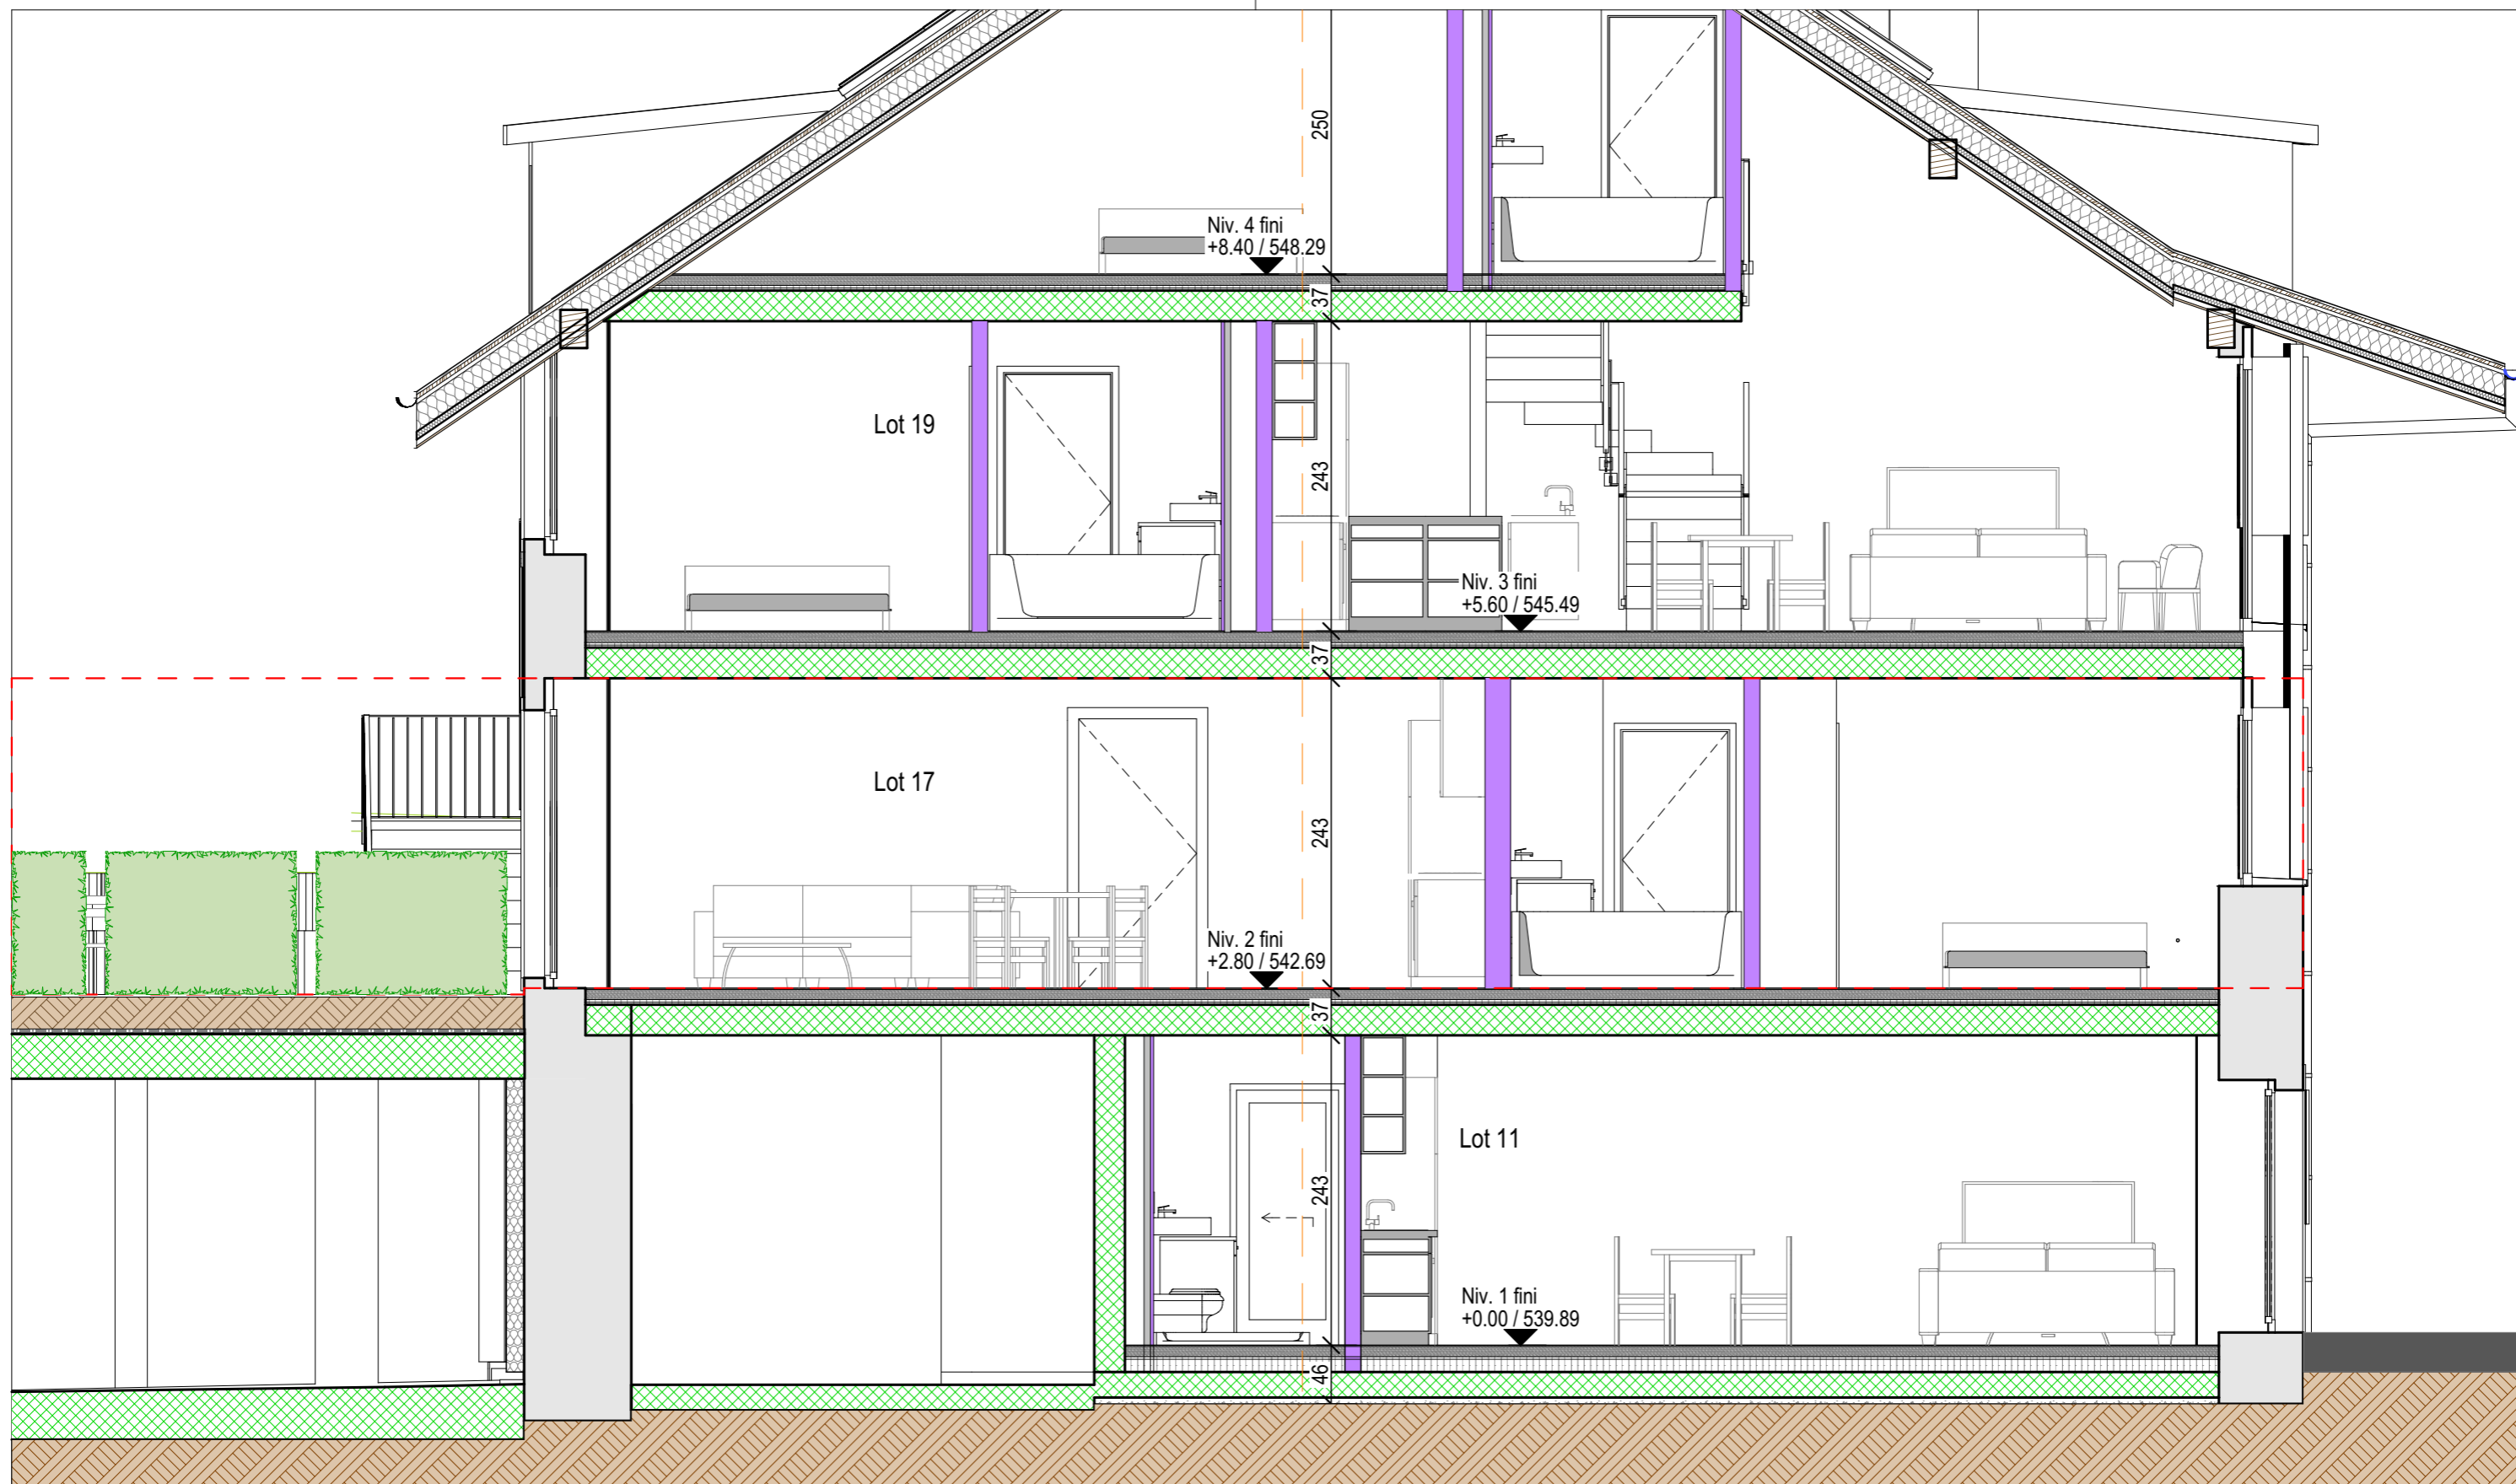 250
Niv. 4 fini
+8.40 / 548.29
37
Lot 19
243
Niv. 3 fini
+5.60 / 545.49
37
Lot 17
243
Niv. 2 fini
+2.80 / 542.69
37
Lot 11
243
Niv. 1 fini
+0.00 / 539.89
46